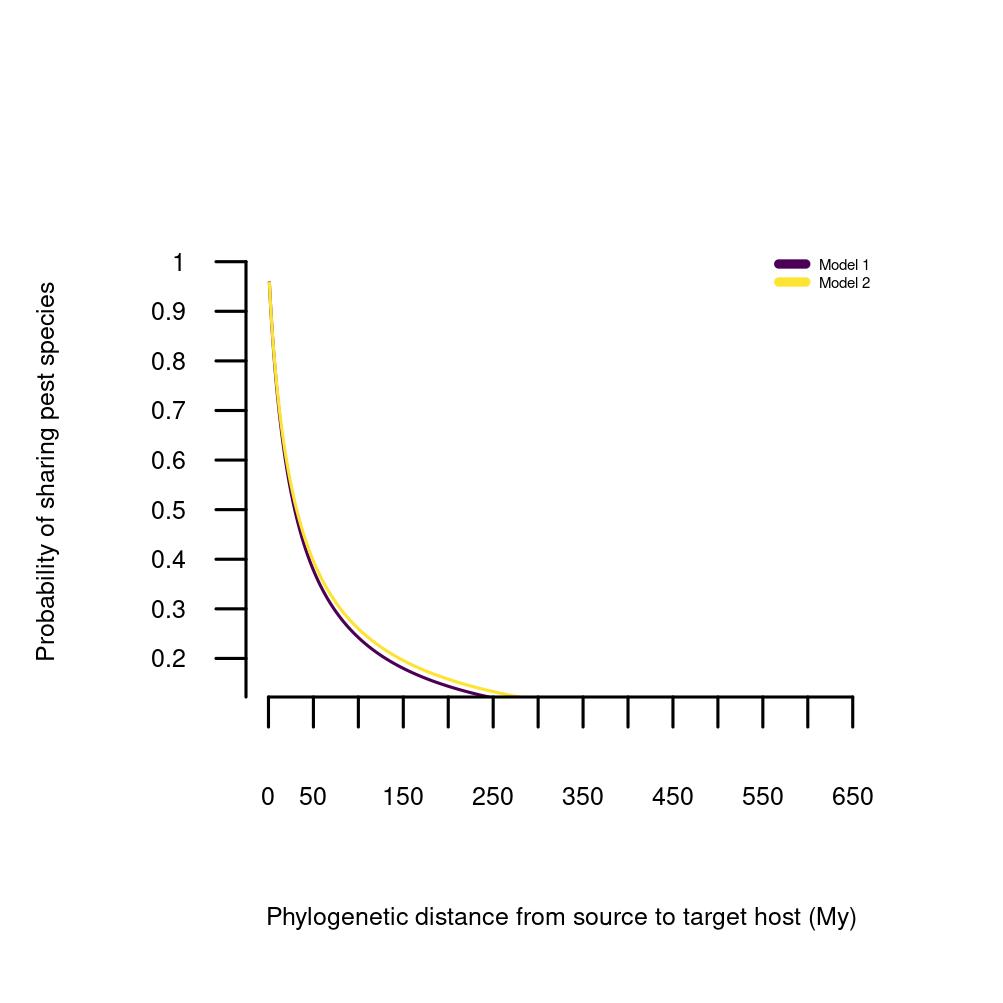 Model 1
Model 2
Probability of sharing pest species
1
0.9
0.8
0.7
0.6
0.5
0.4
0.3
0.2
0 50 150 250 350 450 550 650
Phylogenetic distance from source to target host (My)